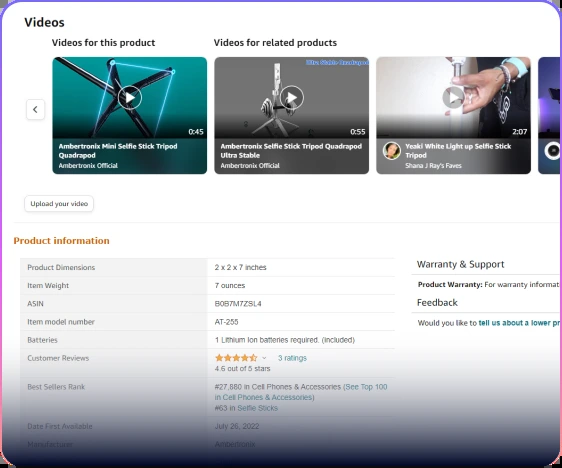 Videos
Videos for this product
Videos for related products
Ultra Stable Quadrapod
0:45
0:55
2:07
Ambertronix Mini Selfie Stick Tripod
Quadrapod
Ambertronix Official
Ambertronix Selfie Stick Tripod Quadrapod
Ultra Stable
Ambertronix Official
Yeaki White Light up Selfie Stick
Tripod
Shana J Ray's Faves
Upload your video
Product information
Product Dimensions 2 x 2 x 7 inches
Item Weight 7 ounces
ASIN B0B7M7ZSL4
Item model number AT-255
Batteries 1 Lithium Ion batteries required. (included)
Customer Reviews 3 ratings
4.6 out of 5 stars
Best Sellers Rank #27,880 in Cell Phones & Accessories (See Top 100
in Cell Phones & Accessories)
#63 in Selfie Sticks
Date First Available July 26, 2022
Manufacturer Ambertronix
Warranty & Support
Product Warranty: For warranty informat
Feedback
Would you like to tell us about a lower pr